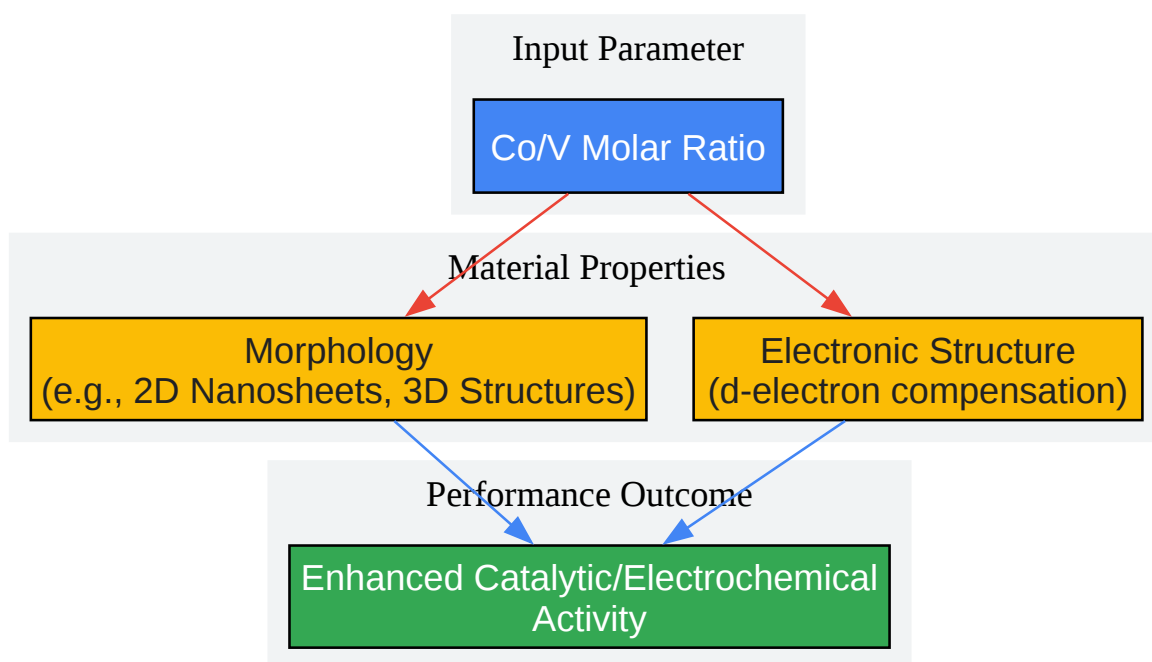 Input Parameter
Co/V Molar Ratio
Material Properties
Morphology
(e.g., 2D Nanosheets, 3D Structures)
Electronic Structure
(d-electron compensation)
Performance Outcome
Enhanced Catalytic/Electrochemical
Activity